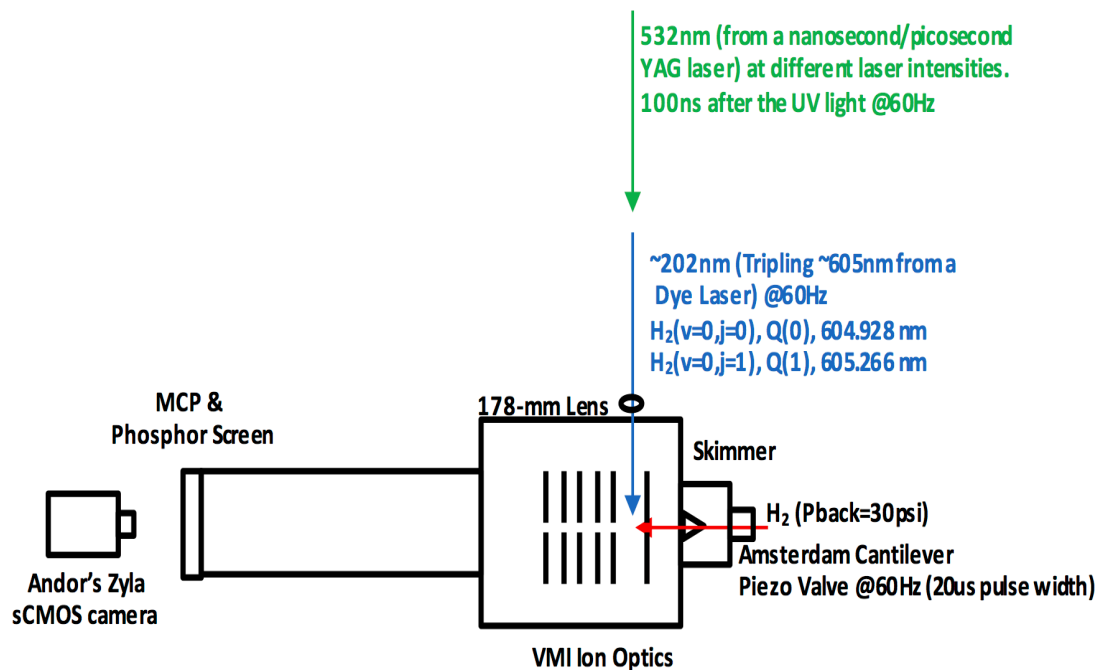 532nm (from a nanosecond/picosecond
YAG laser) at different laser intensities.
100ns after the UV light @60Hz
~202nm (Tripling ~605nm from a
Dye Laser) @60Hz
H₂(v=0,j=0), Q(0), 604.928 nm
H₂(v=0,j=1), Q(1), 605.266 nm
MCP &
Phosphor Screen
178-mm Lens
Skimmer
H₂ (Pback=30psi)
Amsterdam Cantilever
Piezo Valve @60Hz (20us pulse width)
Andor's Zyla
sCMOS camera
VMI Ion Optics